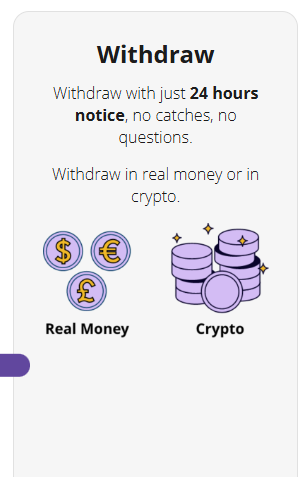 Withdraw
Withdraw with just 24 hours
notice, no catches, no
questions.
Withdraw in real money or in
crypto.
$ €
£
Real Money Crypto